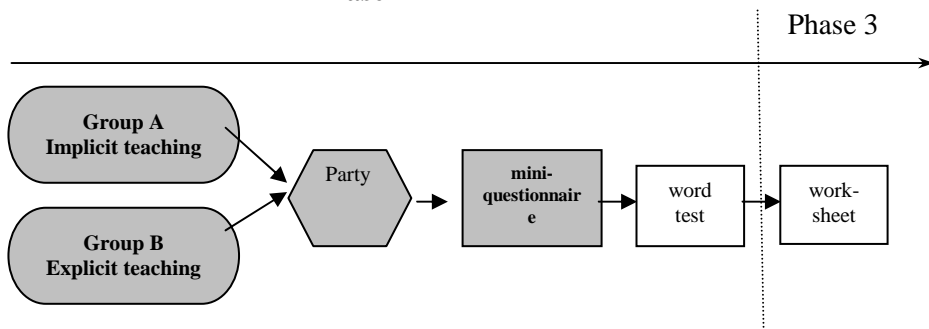 Phase 3
Group A
Implicit teaching
Group B
Explicit teaching
Party
mini-
questionnair
e
word
test
work-
sheet